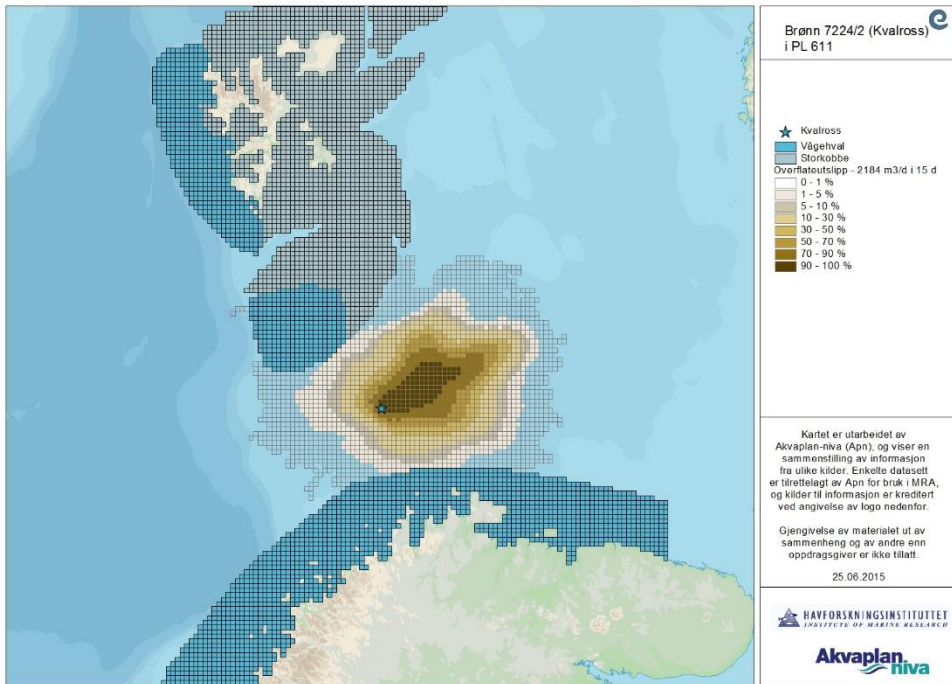 Brønn 7224/2 (Kvalross)
i PL 611
Kvalross
Vågehval
Storkobbe
Overflateutslipp - 2184 m3/d i 15 d
0 - 1 %
1 - 5 %
5 - 10 %
10 - 30 %
30 - 50 %
50 - 70 %
70 - 90 %
90 - 100 %
Kartet er utarbeidet av
Akvaplan-niva (Apn), og viser en
sammenstilling av informasjon
fra ulike kilder. Enkelte datasett
er tilrettelagt av Apn for bruk i MRA,
og kilder til informasjon er kreditert
ved angivelse av logo nedenfor.
Gjengivelse av materialet ut av
sammenheng og av andre enn
oppdragsgiver er ikke tillatt.
25.06.2015
HAVFORSKNINGSINSTITUTTET
INSTITUTE OF MARINE RESEARCH
Akvaplan
niva